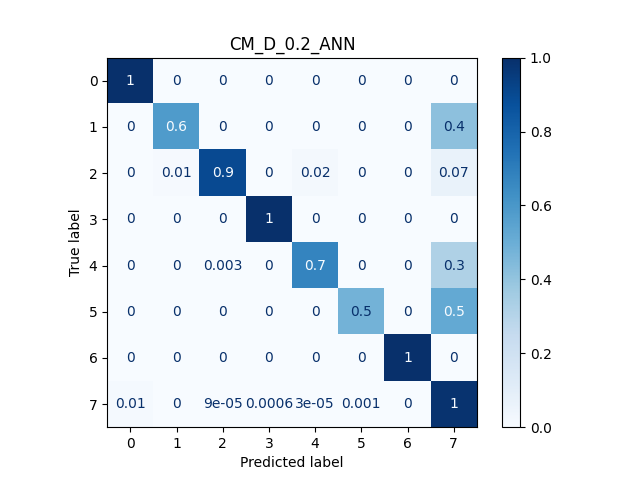 CM_D_0.2_ANN
0 1 0 0 0 0 0 0 0 1.0
1 0 0.6 0 0 0 0 0 0.4
0.8
2 0 0.01 0.9 0 0.02 0 0 0.07
3 0 0 0 1 0 0 0 0
0.6
True label
4 0 0 0.003 0 0.7 0 0 0.3
0.4
5 0 0 0 0 0 0.5 0 0.5
6 0 0 0 0 0 0 1 0
0.2
7 0.01 0 9e-05 0.0006 3e-05 0.001 0 1
0.0
0 1 2 3 4 5 6 7
Predicted label